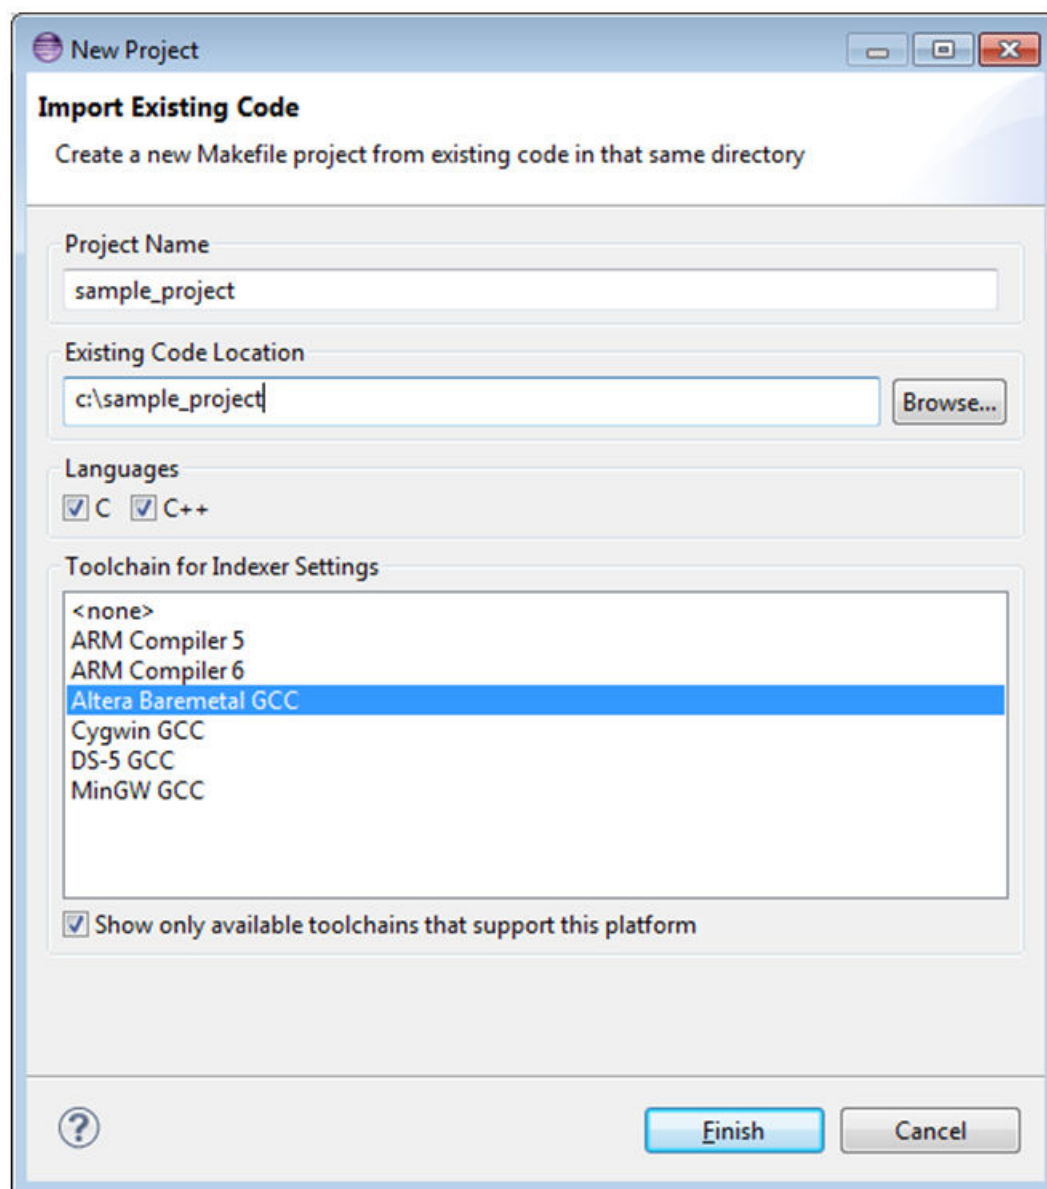 New Project
Import Existing Code
Create a new Makefile project from existing code in that same directory
Project Name
sample_project
Existing Code Location
c:\sample_project
Browse...
Languages
C C++
Toolchain for Indexer Settings
<none>
ARM Compiler 5
ARM Compiler 6
Altera Baremetal GCC
Cygwin GCC
DS-5 GCC
MinGW GCC
Show only available toolchains that support this platform
? Finish Cancel